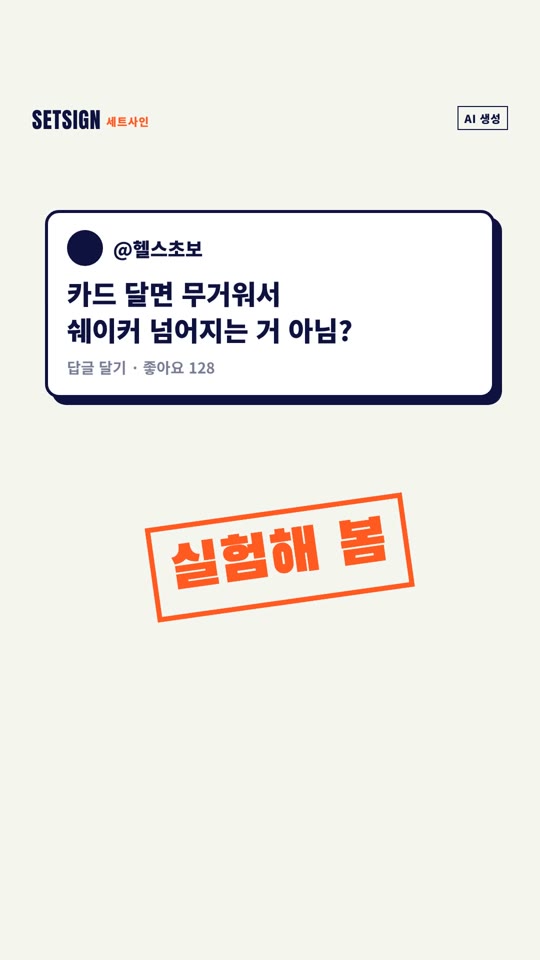 SETSIGN 세트사인
AI 생성
@헬스초보
카드 달면 무거워서
쉐이커 넘어지는 거 아님?
답글 달기 · 좋아요 128
실험해 봄